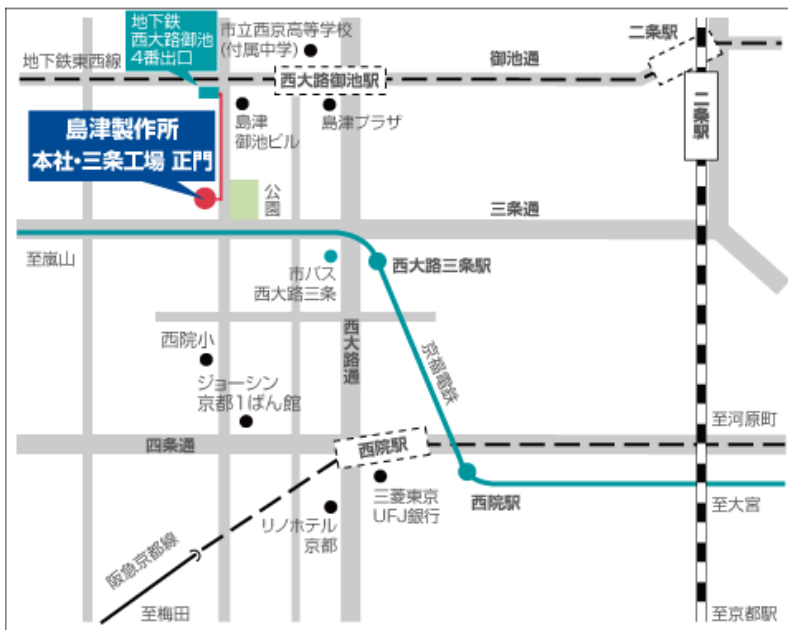 地下鉄
西大路御池
4番出口
市立西京高等学校
(付属中学)
二条駅
地下鉄東西線
御池通
西大路御池駅
二条駅
島津製作所
本社・三条工場 正門
島津
御池ビル
島津プラザ
公園
三条通
至嵐山
西大路三条駅
市バス
西大路三条
西大路通
西院小
京福電鉄
ジョーシン
京都1ばん館
至河原町
四条通
西院駅
三菱東京
UFJ銀行
西院駅
至大宮
リノホテル
京都
阪急京都線
至梅田
至京都駅